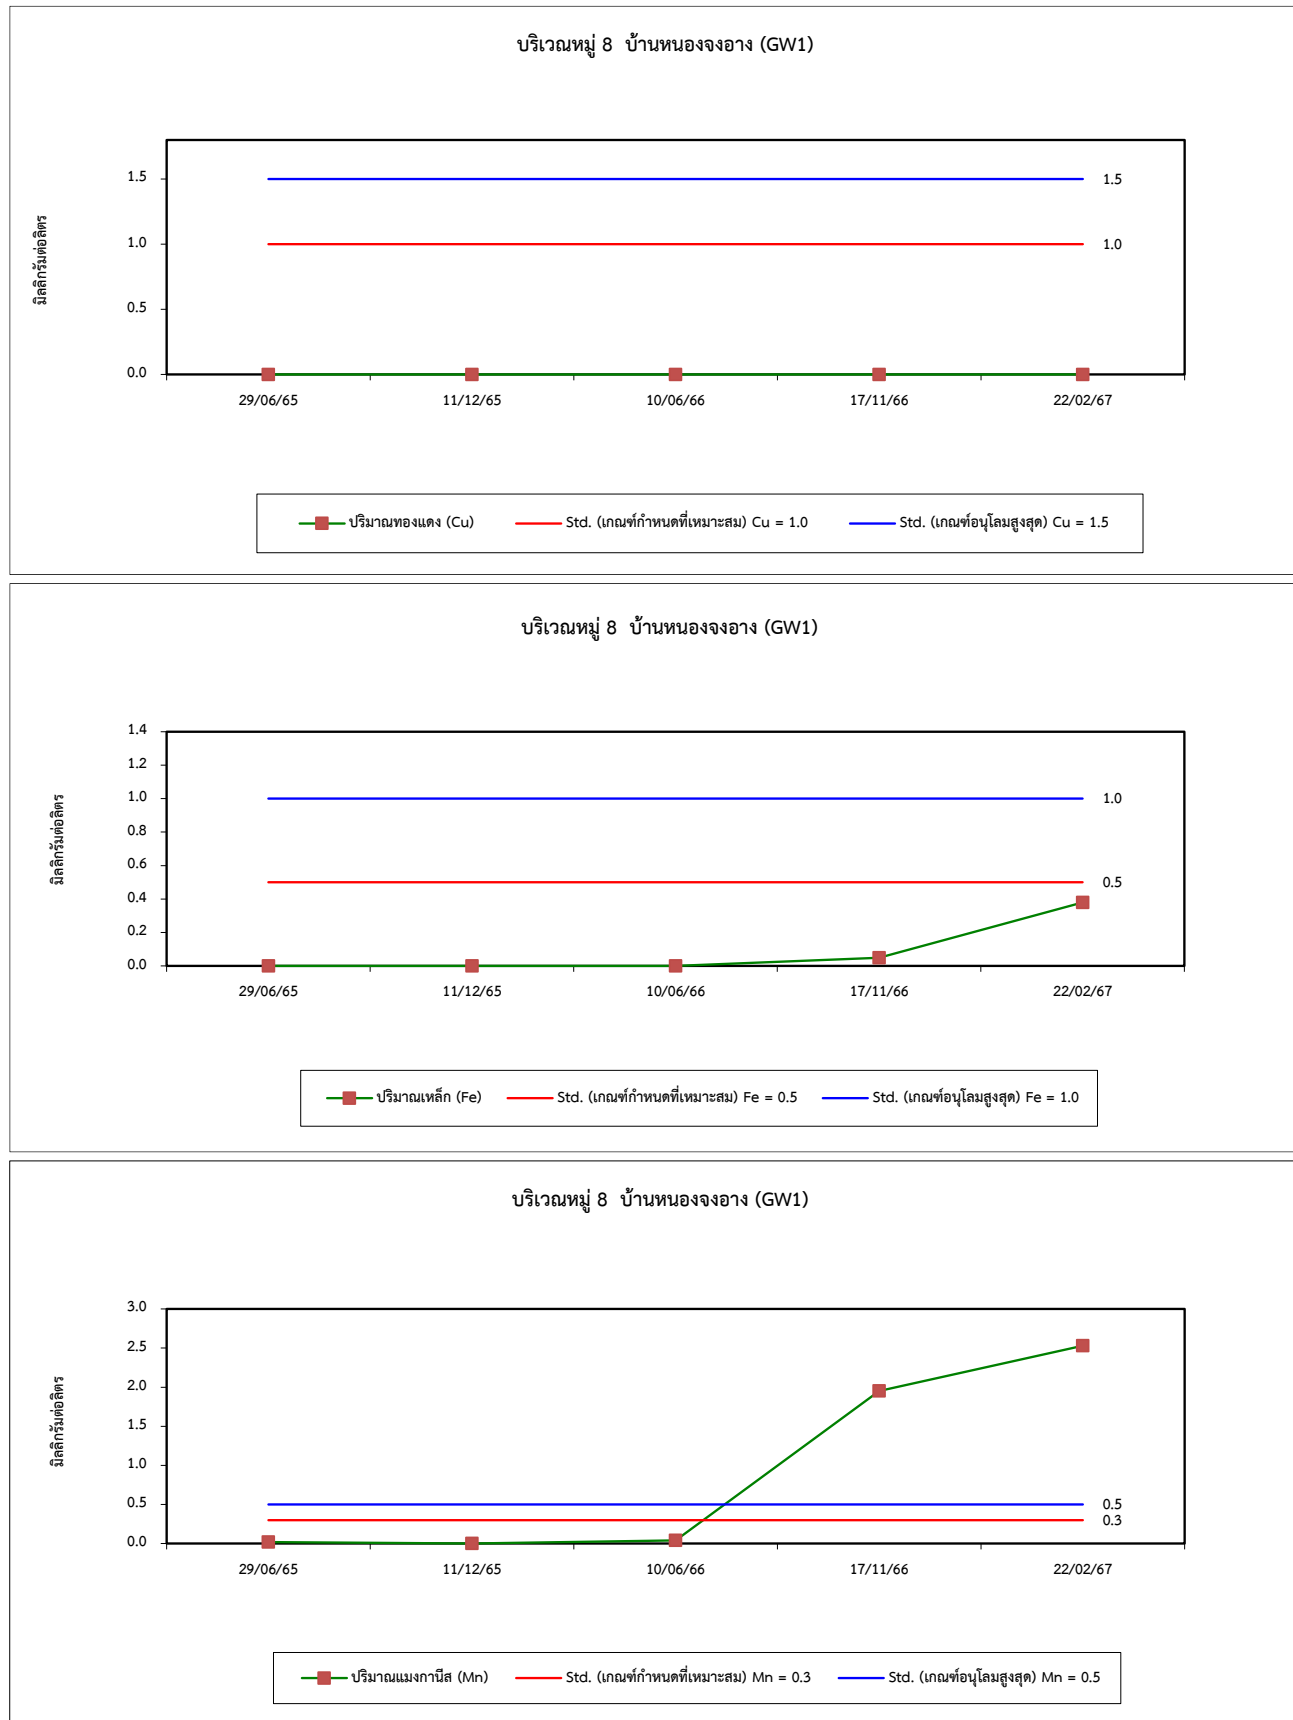 บริเวณหมู่ 8 บ้านหนองจงอาง (GW1)
มิลลิกรัมต่อลิตร
1.5
1.0
0.5
0.0
1.5
1.0
29/06/65 11/12/65 10/06/66 17/11/66 22/02/67
ปริมาณทองแดง (Cu) Std. (เกณฑ์กำหนดที่เหมาะสม) Cu = 1.0 Std. (เกณฑ์อนุโลมสูงสุด) Cu = 1.5
บริเวณหมู่ 8 บ้านหนองจงอาง (GW1)
มิลลิกรัมต่อลิตร
1.4
1.2
1.0
0.8
0.6
0.4
0.2
0.0
1.0
0.5
29/06/65 11/12/65 10/06/66 17/11/66 22/02/67
ปริมาณเหล็ก (Fe) Std. (เกณฑ์กำหนดที่เหมาะสม) Fe = 0.5 Std. (เกณฑ์อนุโลมสูงสุด) Fe = 1.0
บริเวณหมู่ 8 บ้านหนองจงอาง (GW1)
มิลลิกรัมต่อลิตร
3.0
2.5
2.0
1.5
1.0
0.5
0.0
0.5
0.3
29/06/65 11/12/65 10/06/66 17/11/66 22/02/67
ปริมาณแมงกานีส (Mn) Std. (เกณฑ์กำหนดที่เหมาะสม) Mn = 0.3 Std. (เกณฑ์อนุโลมสูงสุด) Mn = 0.5